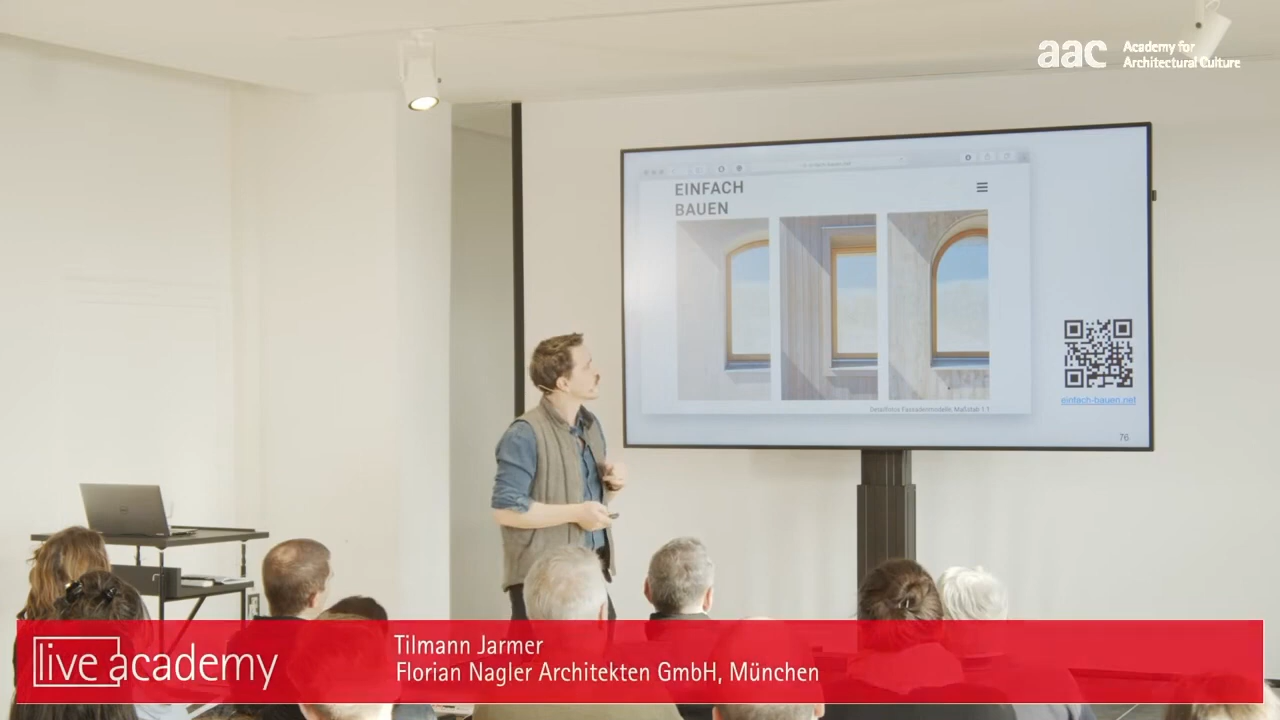 aac Academy for
Architectural Culture
EINFACH
BAUEN
Detailfotos Fassadenmodelle, Maßstab 1:1
einfach-bauen.net
76
live academy
Tilmann Jarmer
Florian Nagler Architekten GmbH, München